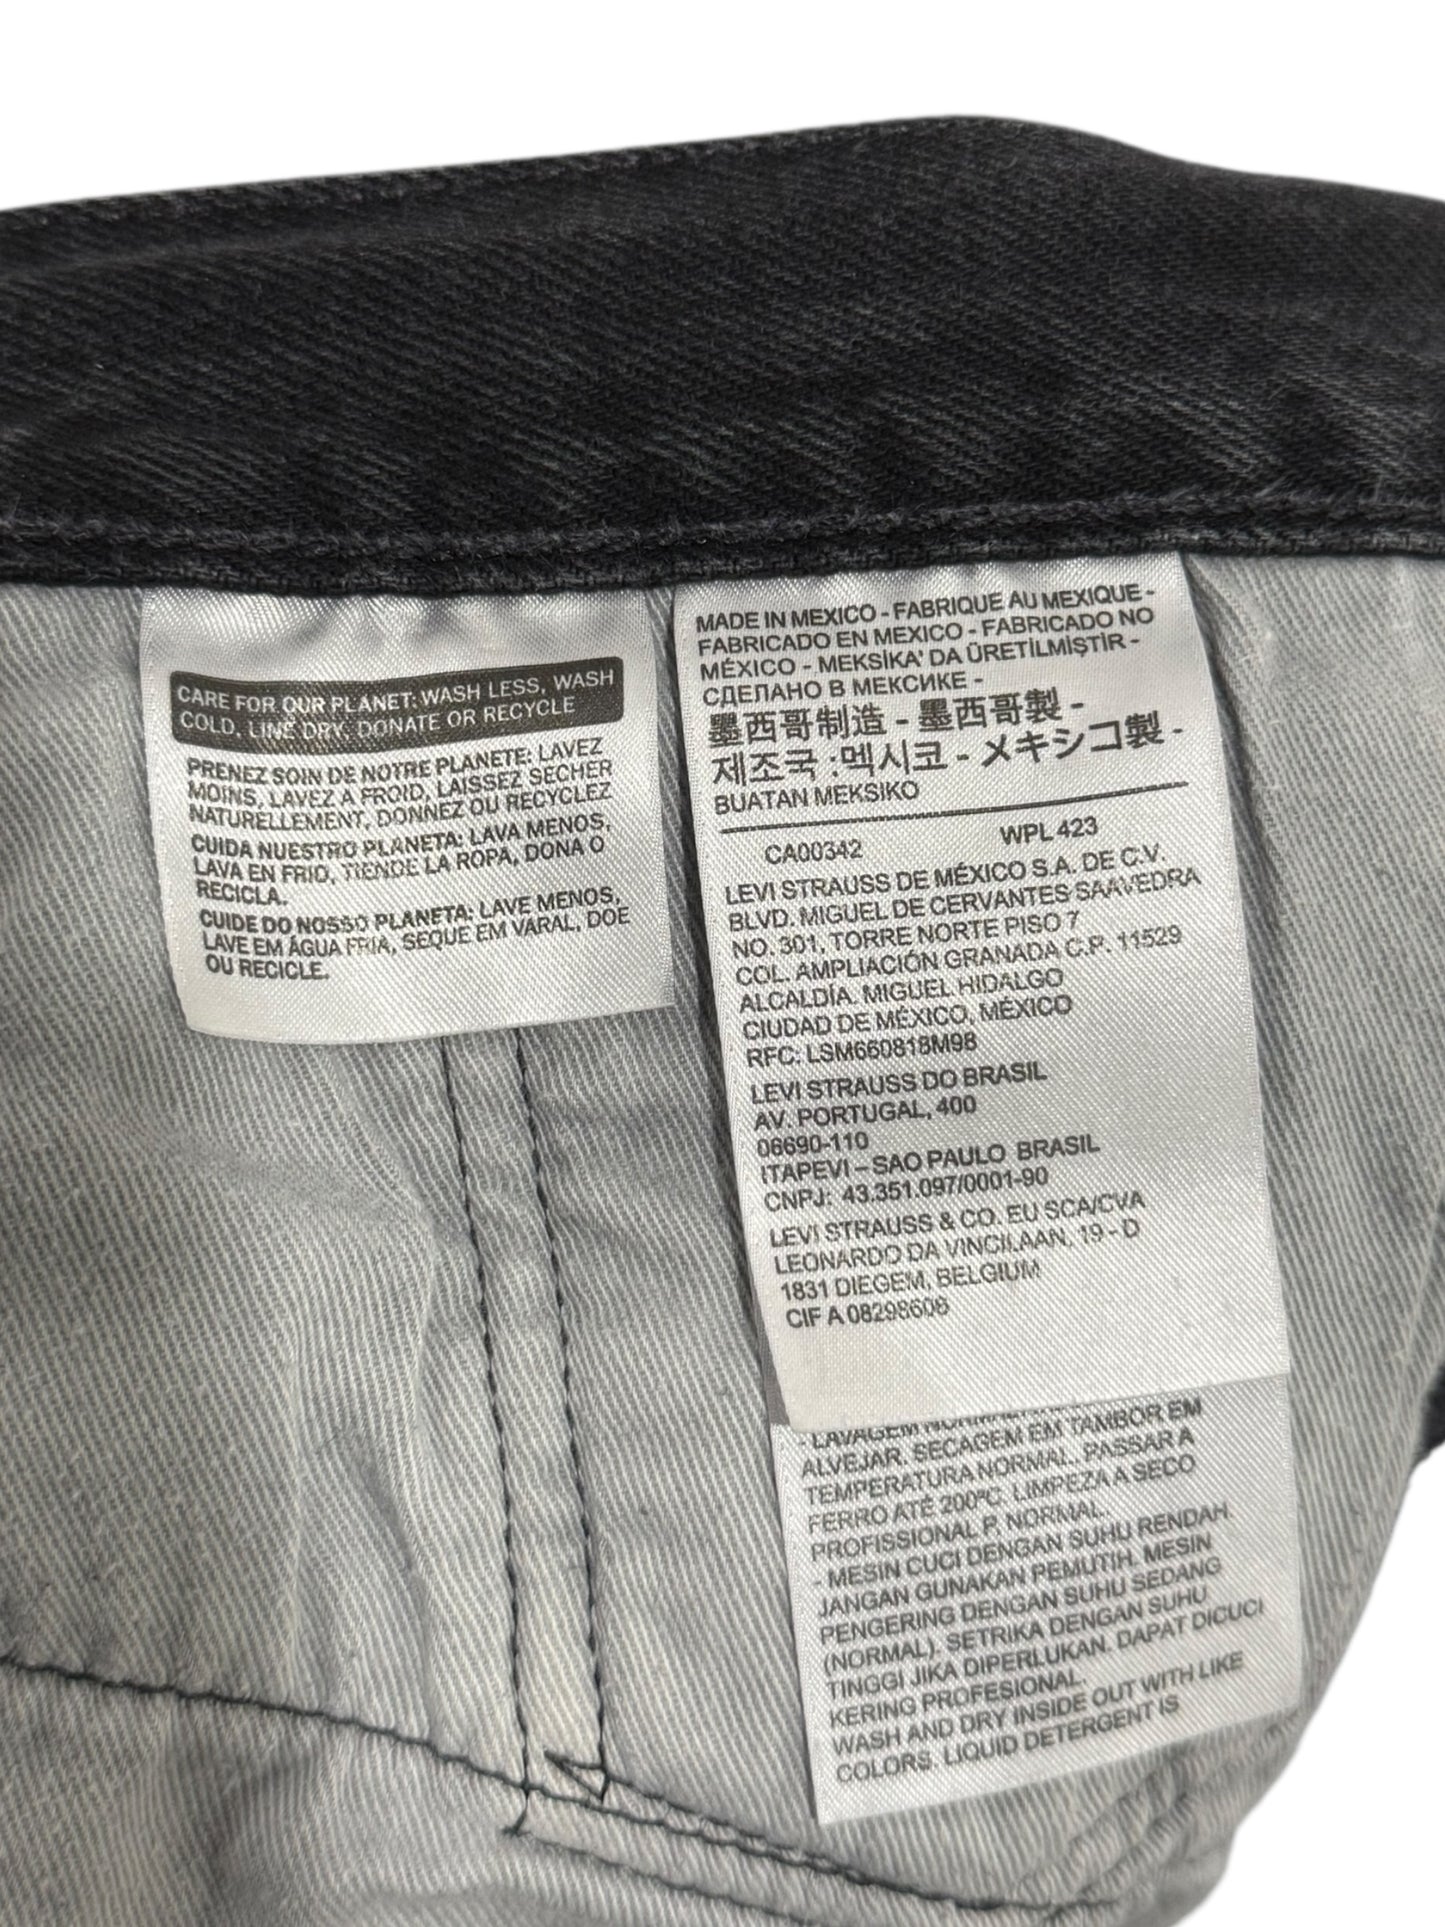 CARE FOR OUR PLANET: WASH LESS, WASH
COLD, LINE DRY, DONATE OR RECYCLE
PRENEZ SOIN DE NOTRE PLANETE: LAVEZ
MOINS, LAVEZ A FROID, LAISSEZ SECHER
NATURELLEMENT, DONNEZ OU RECYCLEZ
CUIDA NUESTRO PLANETA: LAVA MENOS,
LAVA EN FRIO, TIENDE LA ROPA, DONA O
RECICLA.
CUIDE DO NOSSO PLANETA: LAVE MENOS,
LAVE EM ÁGUA FRIA, SEQUE EM VARAL, DOE
OU RECICLE.
MADE IN MEXICO - FABRIQUE AU MEXIQUE -
FABRICADO EN MEXICO - FABRICADO NO
MÉXICO - MEKSİKA' DA ÜRETİLMİŞTİR -
СДЕЛАНО В МЕКСИКЕ -
墨西哥制造 - 墨西哥製 -
제조국 :멕시코 - メキシコ製 -
BUATAN MEKSIKO
CA00342 WPL 423
LEVI STRAUSS DE MÉXICO S.A. DE C.V.
BLVD. MIGUEL DE CERVANTES SAAVEDRA
NO. 301, TORRE NORTE PISO 7
COL. AMPLIACIÓN GRANADA C.P. 11529
ALCALDÍA. MIGUEL HIDALGO
CIUDAD DE MÉXICO, MÉXICO
RFC: LSM660818M98
LEVI STRAUSS DO BRASIL
AV. PORTUGAL, 400
06690-110
ITAPEVI – SAO PAULO BRASIL
CNPJ: 43.351.097/0001-90
LEVI STRAUSS & CO. EU SCA/CVA
LEONARDO DA VINCILAAN, 19 - D
1831 DIEGEM, BELGIUM
CIF A 08298606
- LAVAGEM
ALVEJAR. SECAGEM EM TAMBOR EM
TEMPERATURA NORMAL. PASSAR A
FERRO ATÉ 200ºC. LIMPEZA A SECO
PROFISSIONAL P, NORMAL.
- MESIN CUCI DENGAN SUHU RENDAH.
JANGAN GUNAKAN PEMUTIH. MESIN
PENGERING DENGAN SUHU SEDANG
(NORMAL). SETRIKA DENGAN SUHU
TINGGI JIKA DIPERLUKAN. DAPAT DICUCI
KERING PROFESIONAL.
WASH AND DRY INSIDE OUT WITH LIKE
COLORS. LIQUID DETERGENT IS